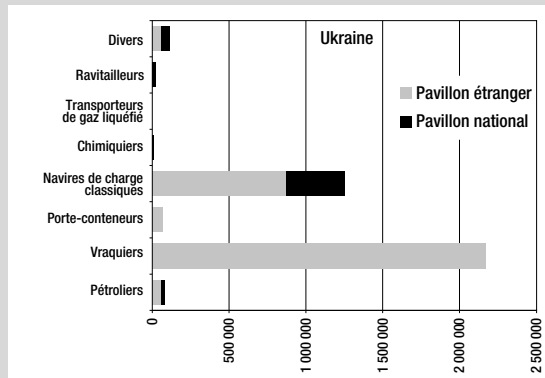 Ukraine
Divers
Ravitailleurs
Transporteurs
de gaz liquéfié
Chimiquiers
Navires de charge
classiques
Porte-conteneurs
Vraquiers
Pétroliers
Pavillon étranger
Pavillon national
0
500 000
1 000 000
1 500 000
2 000 000
2 500 000